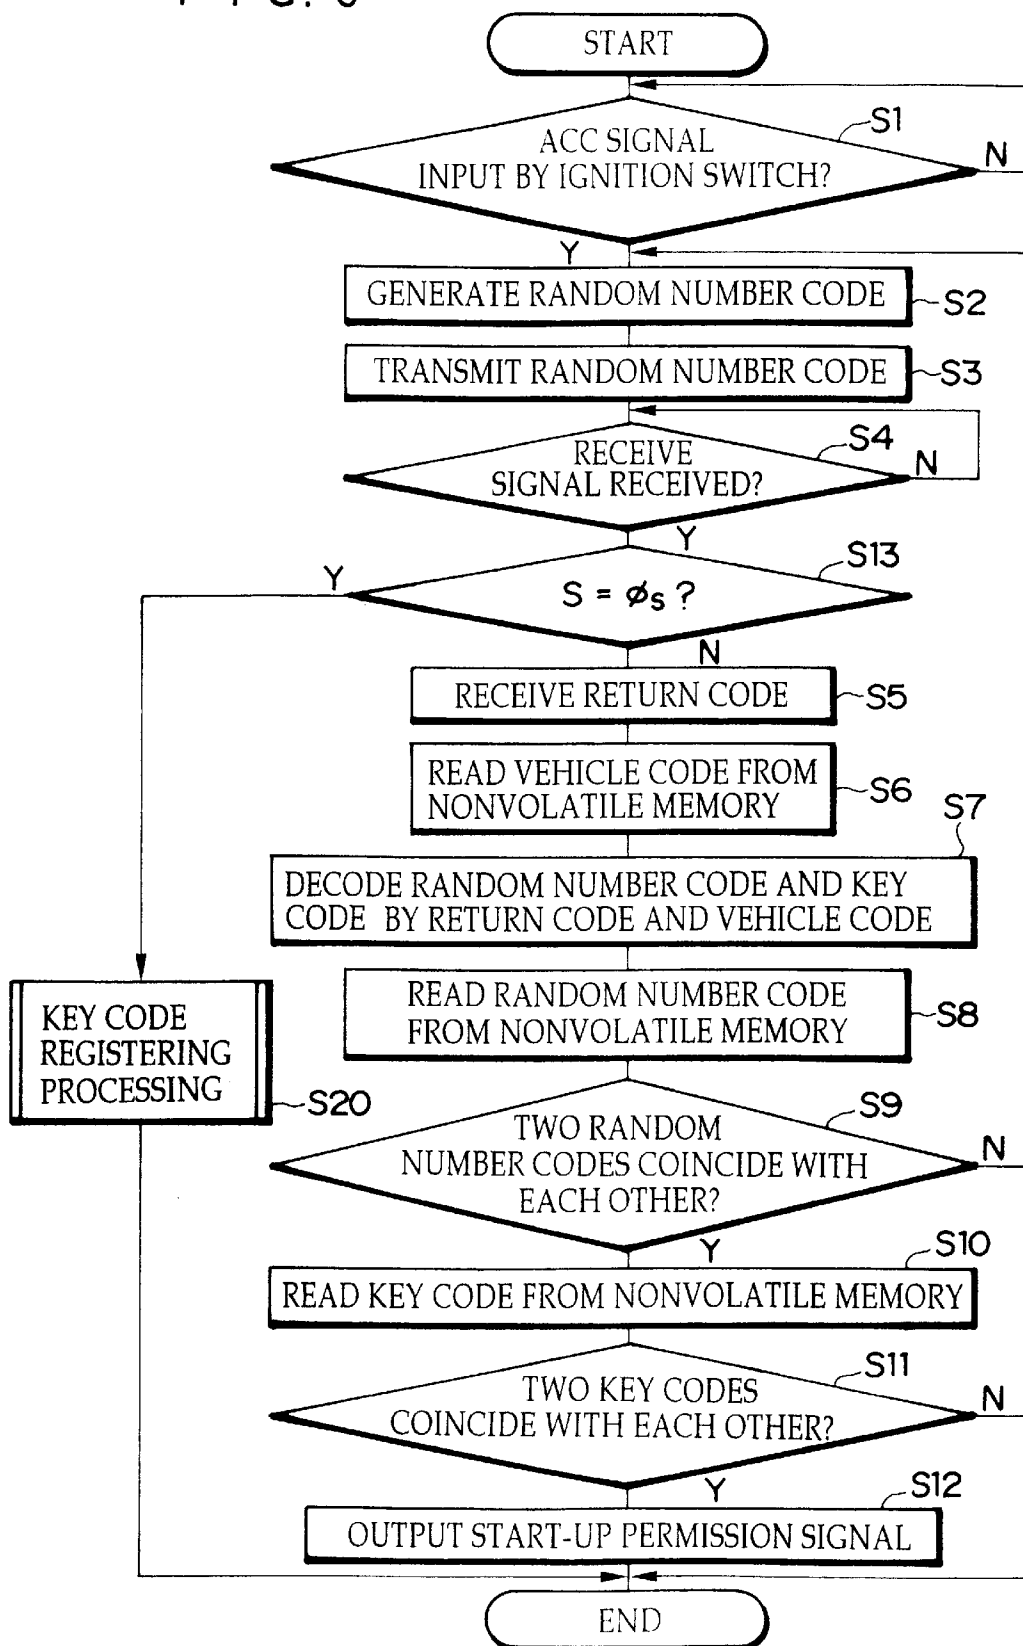 START
S1
ACC SIGNAL
INPUT BY IGNITION SWITCH?
N
Y
GENERATE RANDOM NUMBER CODE
S2
TRANSMIT RANDOM NUMBER CODE
S3
S4
RECEIVE
SIGNAL RECEIVED?
N
Y
S13
Y
S = ϕs ?
N
RECEIVE RETURN CODE
S5
READ VEHICLE CODE FROM
NONVOLATILE MEMORY
S6
S7
DECODE RANDOM NUMBER CODE AND KEY
CODE BY RETURN CODE AND VEHICLE CODE
READ RANDOM NUMBER CODE
FROM NONVOLATILE MEMORY
S8
KEY CODE
REGISTERING
PROCESSING
S20
S9
TWO RANDOM
NUMBER CODES COINCIDE WITH
EACH OTHER?
N
Y
S10
READ KEY CODE FROM NONVOLATILE MEMORY
S11
TWO KEY CODES
COINCIDE WITH EACH OTHER?
N
Y
S12
OUTPUT START-UP PERMISSION SIGNAL
END